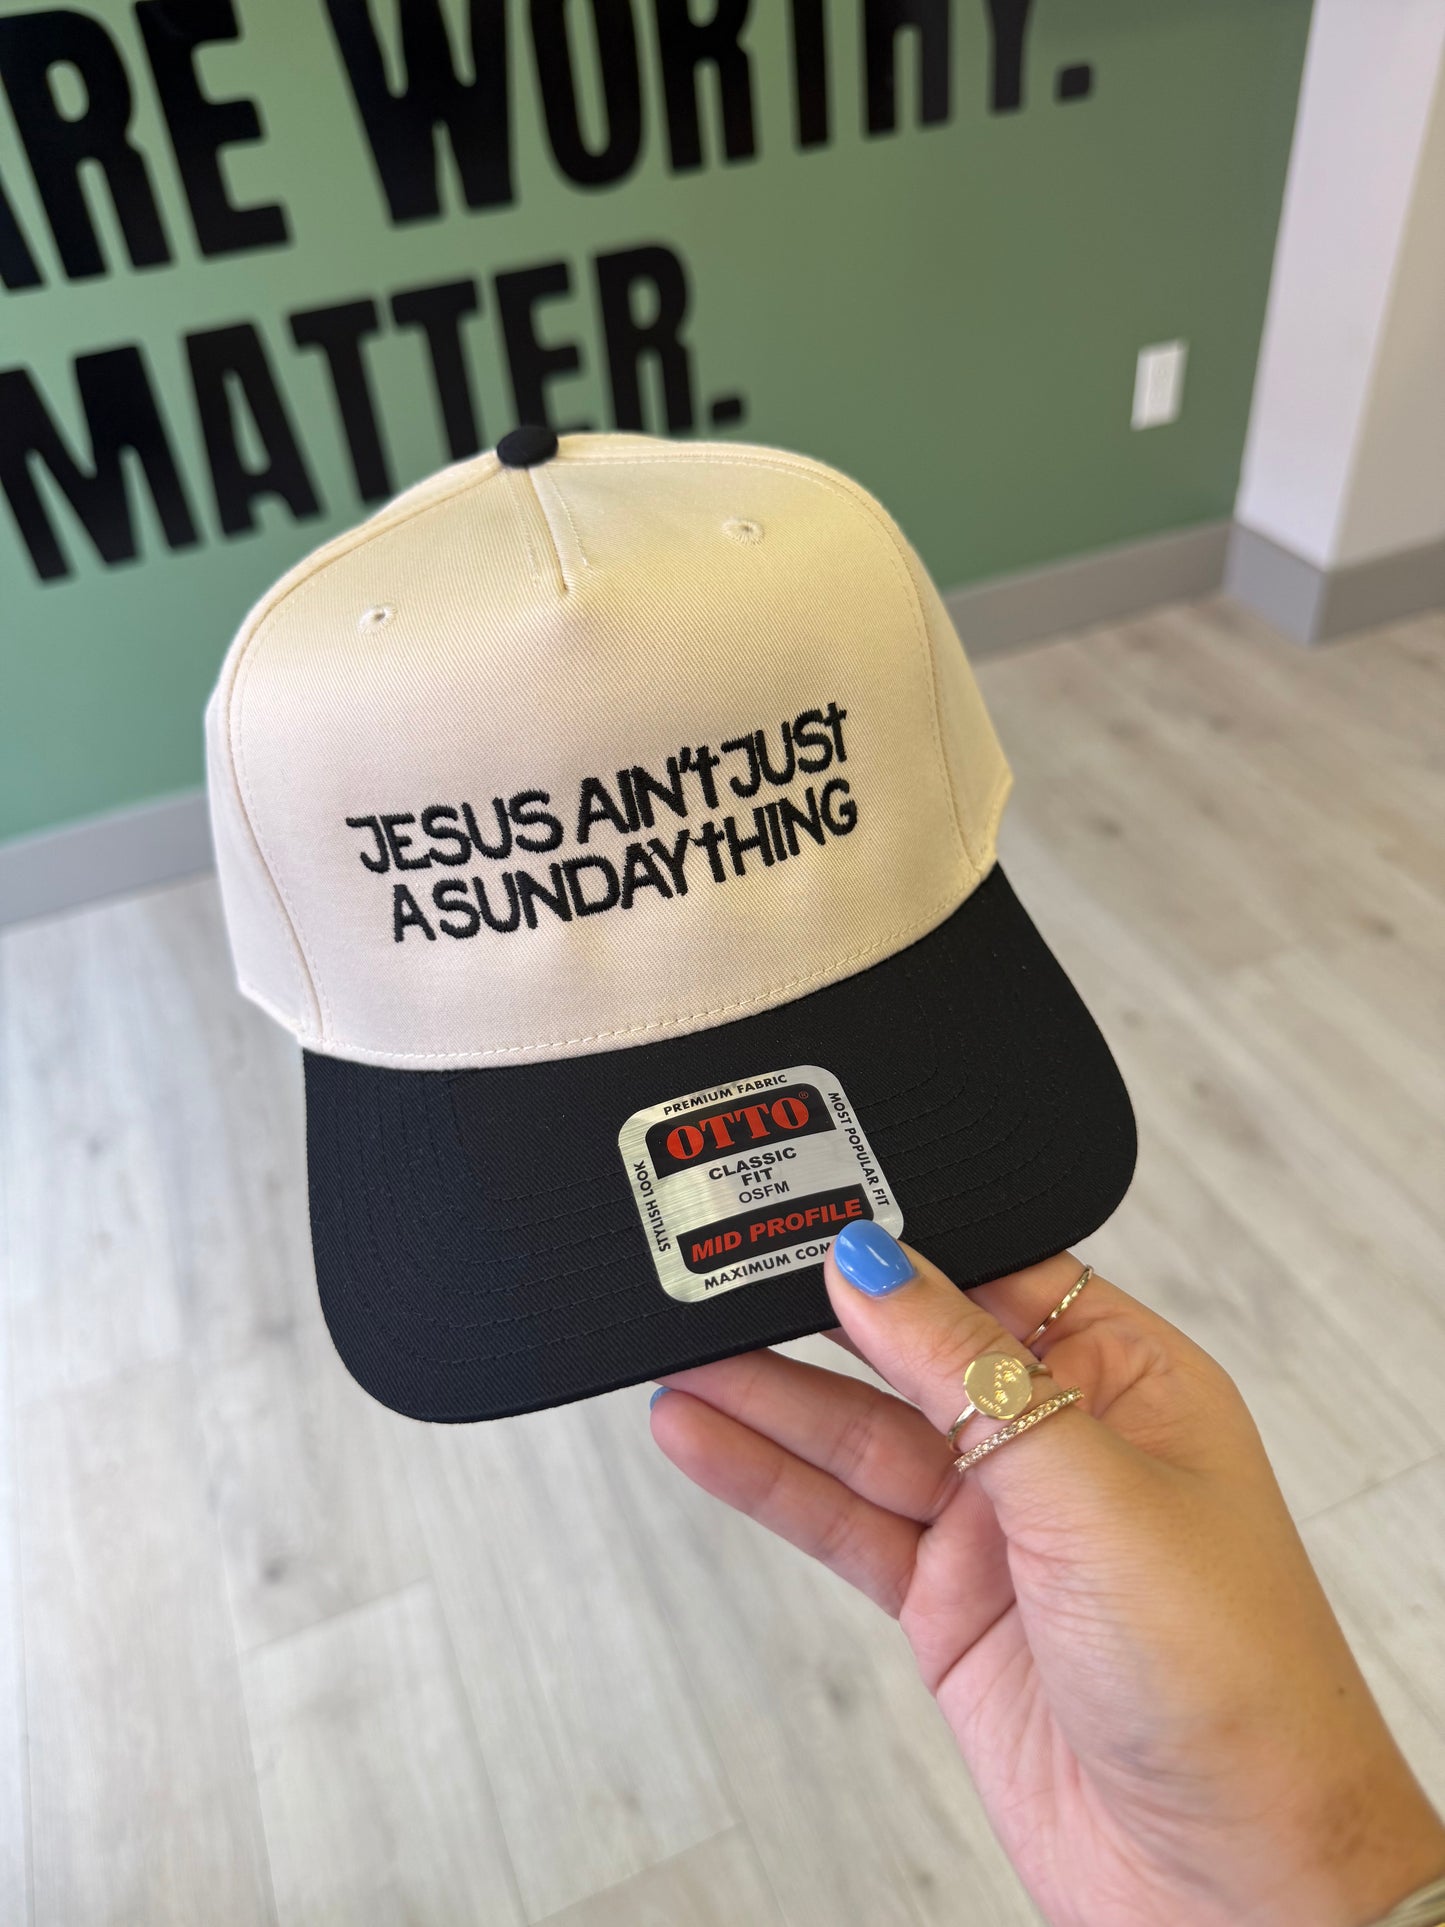 ARE WORTHY.
MATTER.
JESUS AIN'T JUST
A SUNDAY THING
PREMIUM FABRIC
OTTO®
CLASSIC
FIT
OSFM
MID PROFILE
STYLISH LOOK
MOST POPULAR FIT
MAXIMUM